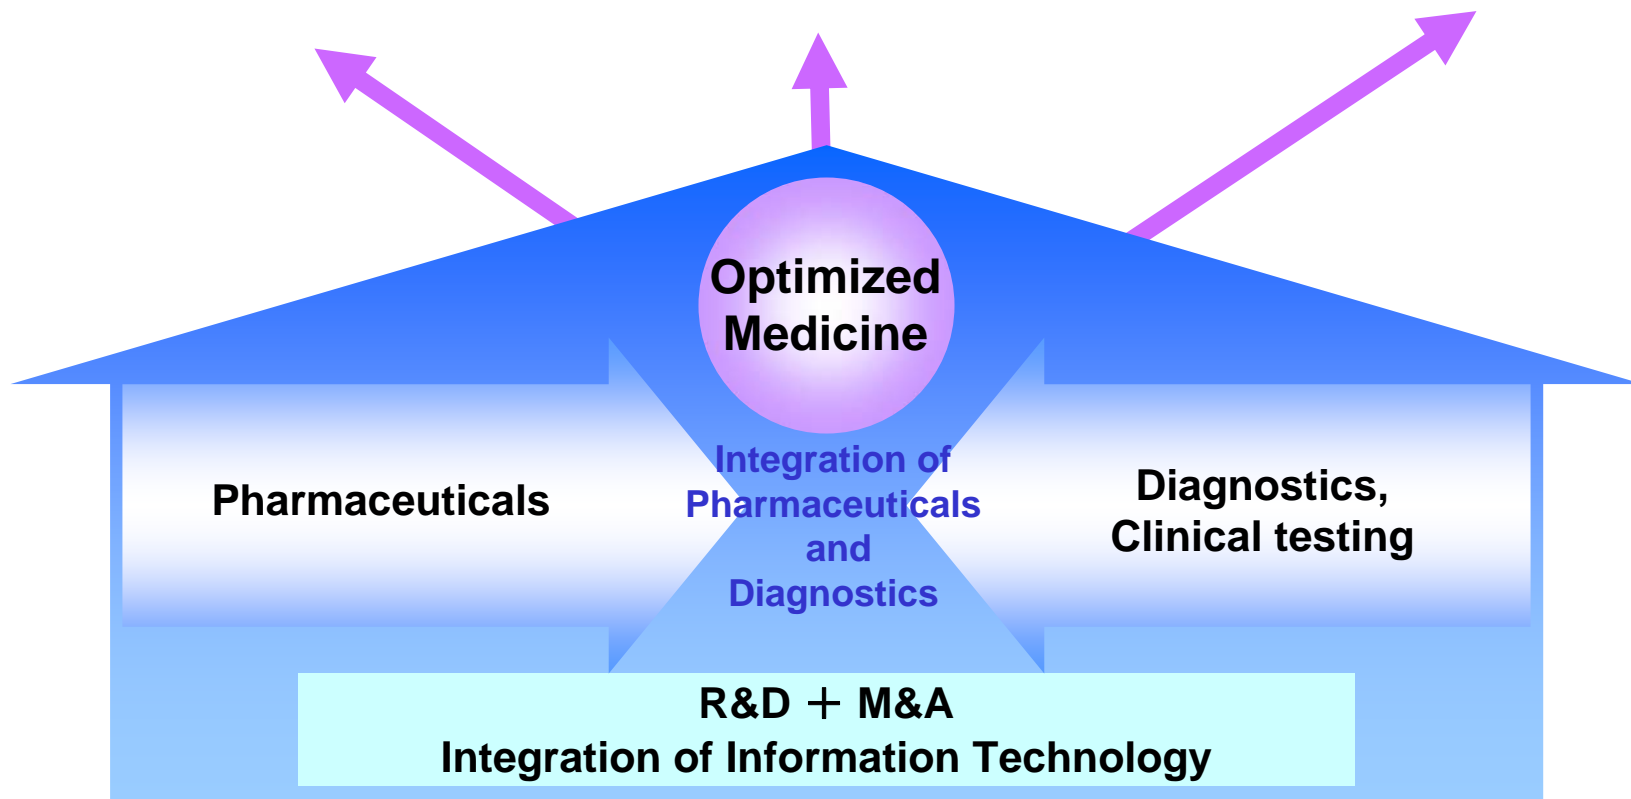 Optimized
Medicine
Pharmaceuticals
Integration of
Pharmaceuticals
and
Diagnostics
Diagnostics,
Clinical testing
R&D + M&A
Integration of Information Technology